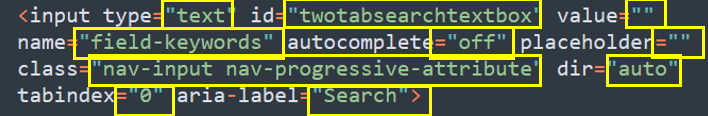 <input type="text" id="twotabsearchtextbox" value=""
name="field-keywords" autocomplete="off" placeholder=""
class="nav-input nav-progressive-attribute" dir="auto"
tabindex="0" aria-label="Search">